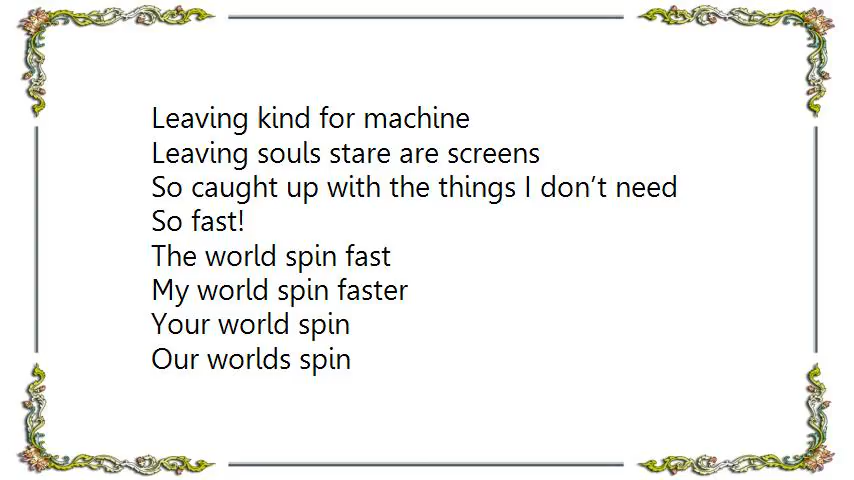 Leaving kind for machine
Leaving souls stare are screens
So caught up with the things I don’t need
So fast!
The world spin fast
My world spin faster
Your world spin
Our worlds spin